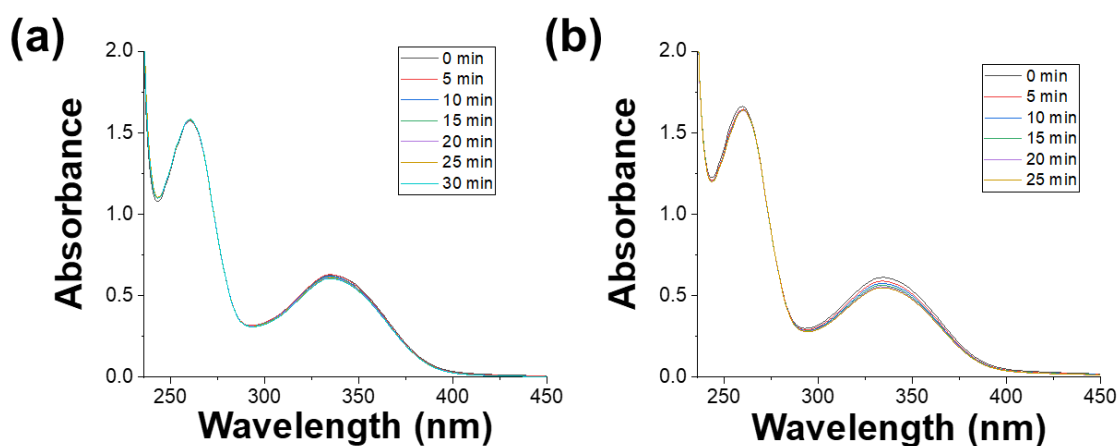 (a)
0 min
5 min
10 min
15 min
20 min
25 min
30 min
Absorbance
2.0
1.5
1.0
0.5
0.0
250 300 350 400 450
Wavelength (nm)
(b)
0 min
5 min
10 min
15 min
20 min
25 min
Absorbance
2.0
1.5
1.0
0.5
0.0
250 300 350 400 450
Wavelength (nm)